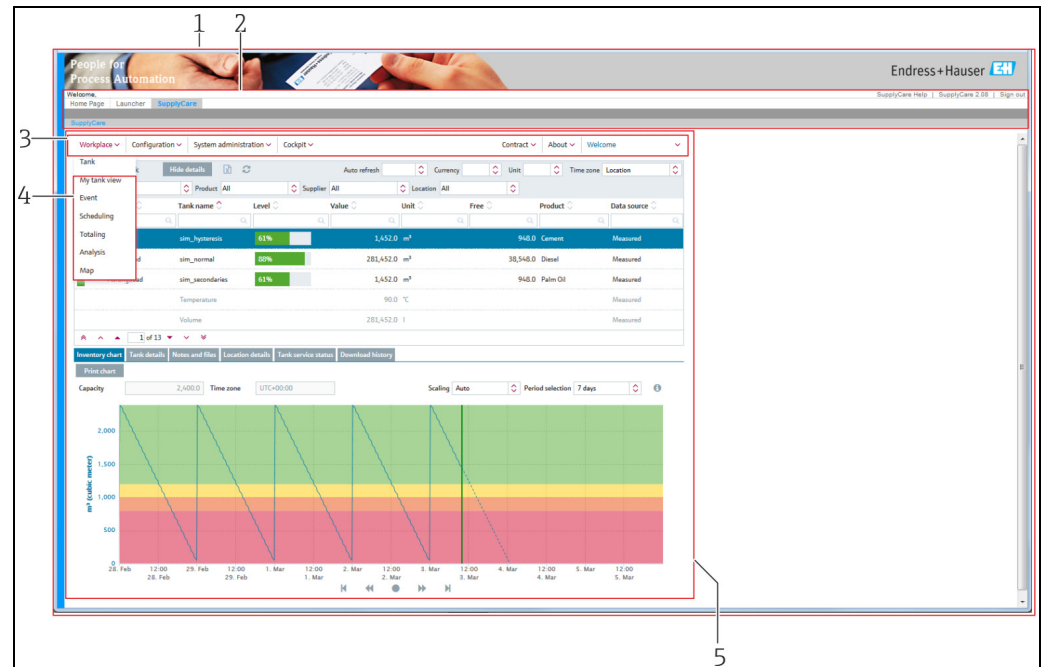 1 2
People for
Process Automation
Endress+Hauser EH
Welcome, SupplyCare Help | SupplyCare 2.08 | Sign out
Home Page Launcher SupplyCare
SupplyCare
3
Workplace Configuration System administration Cockpit Contract About Welcome
Tank Hide details Auto refresh Currency Unit Time zone Location
4
My tank view Product All Supplier All Location All
Event Tank name Level Value Unit Free Product Data source
Scheduling
Totaling sim_hysteresis 61% 1,452.0 m³ 948.0 Cement Measured
Analysis sim_normal 88% 281,452.0 m³ 38,548.0 Diesel Measured
Map sim_secondaries 61% 1,452.0 m³ 948.0 Palm Oil Measured
Temperature 90.0 °C Measured
Volume 281,452.0 l Measured
1 of 13
Inventory chart Tank details Notes and files Location details Tank service status Download history
Print chart
Capacity 2,400.0 Time zone UTC+00:00 Scaling Auto Period selection 7 days
m³ (cubic meter)
2,000
1,500
1,000
500
0
28. Feb 12:00 29. Feb 12:00 1. Mar 12:00 2. Mar 12:00 3. Mar 12:00 4. Mar 12:00 5. Mar 12:00
28. Feb 29. Feb 1. Mar 2. Mar 3. Mar 4. Mar 5. Mar
5